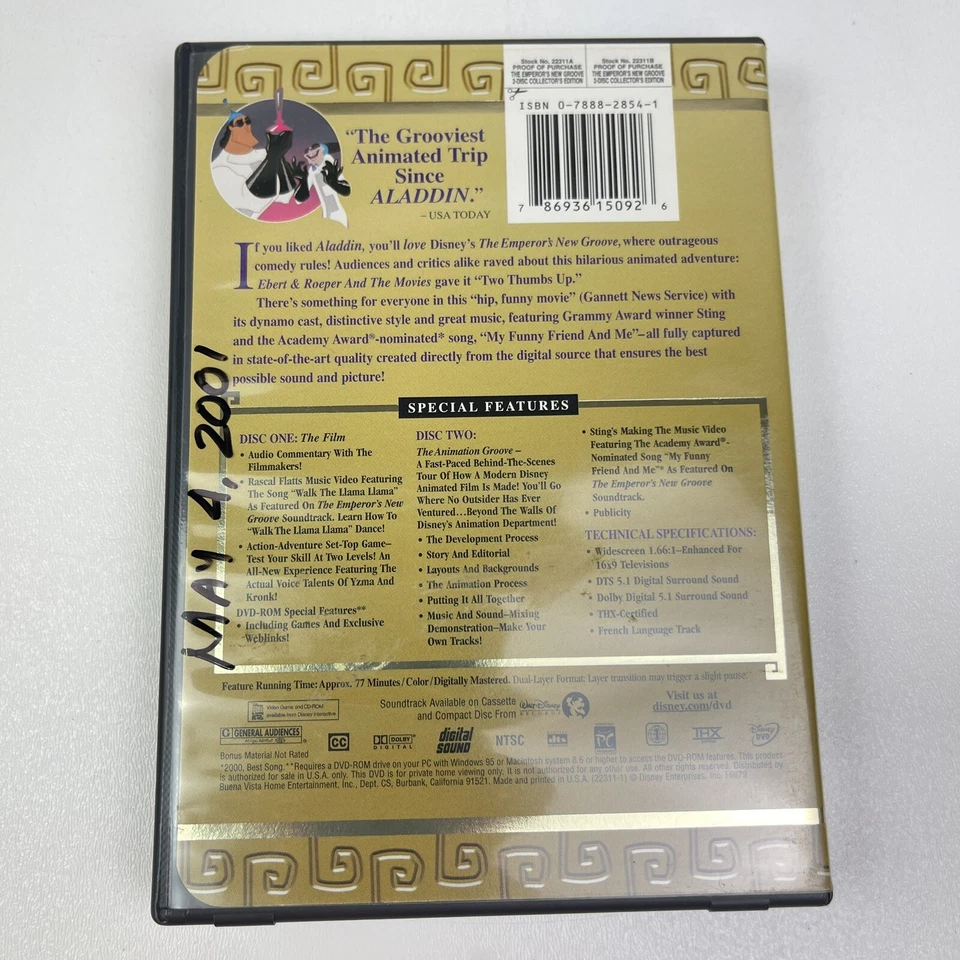 Stock No. 22311A
PROOF OF PURCHASE
THE EMPEROR'S NEW GROOVE
2-DISC COLLECTOR'S EDITION
Stock No. 22311B
PROOF OF PURCHASE
THE EMPEROR'S NEW GROOVE
2-DISC COLLECTOR'S EDITION
ISBN 0-7888-2854-1
7 86936 15092 6
“The Grooviest
Animated Trip
Since
ALADDIN.”
– USA TODAY
If you liked Aladdin, you’ll love Disney’s The Emperor’s New Groove, where outrageous
comedy rules! Audiences and critics alike raved about this hilarious animated adventure:
Ebert & Roeper And The Movies gave it “Two Thumbs Up.”
There’s something for everyone in this “hip, funny movie” (Gannett News Service) with
its dynamo cast, distinctive style and great music, featuring Grammy Award winner Sting
and the Academy Award®-nominated* song, “My Funny Friend And Me”–all fully captured
in state-of-the-art quality created directly from the digital source that ensures the best
possible sound and picture!
MAY 4, 2001
SPECIAL FEATURES
DISC ONE: The Film
• Audio Commentary With The
Filmmakers!
• Rascal Flatts Music Video Featuring
The Song “Walk The Llama Llama”
As Featured On The Emperor’s New
Groove Soundtrack. Learn How To
“Walk The Llama Llama” Dance!
• Action-Adventure Set-Top Game–
Test Your Skill At Two Levels! An
All-New Experience Featuring The
Actual Voice Talents Of Yzma And
Kronk!
DVD-ROM Special Features**
• Including Games And Exclusive
Weblinks!
DISC TWO:
The Animation Groove –
A Fast-Paced Behind-The-Scenes
Tour Of How A Modern Disney
Animated Film Is Made! You’ll Go
Where No Outsider Has Ever
Ventured…Beyond The Walls Of
Disney’s Animation Department!
• The Development Process
• Story And Editorial
• Layouts And Backgrounds
• The Animation Process
• Putting It All Together
• Music And Sound–Mixing
Demonstration–Make Your
Own Tracks!
• Sting’s Making The Music Video
Featuring The Academy Award®-
Nominated Song “My Funny
Friend And Me”* As Featured On
The Emperor’s New Groove
Soundtrack.
• Publicity
TECHNICAL SPECIFICATIONS:
• Widescreen 1.66:1–Enhanced For
16x9 Televisions
• DTS 5.1 Digital Surround Sound
• Dolby Digital 5.1 Surround Sound
• THX-Certified
• French Language Track
Feature Running Time: Approx. 77 Minutes/Color/Digitally Mastered. Dual-Layer Format: Layer transition may trigger a slight pause.
Video Game and CD-ROM
available from Disney Interactive
Soundtrack Available on Cassette
and Compact Disc From
Walt Disney
RECORDS
Visit us at
disney.com/dvd
G GENERAL AUDIENCES
CC
DOLBY
DIGITAL
digital
SOUND
NTSC
dts
PC
1
THX
Disney
DVD
Bonus Material Not Rated
*2000, Best Song. **Requires a DVD-ROM drive on your PC with Windows 95 or Macintosh system 8.6 or higher to access the DVD-ROM features. This product
is authorized for sale in U.S.A. only. This DVD is for private home viewing only. It is not authorized for any other use. All other rights reserved. Distributed by
Buena Vista Home Entertainment, Inc., Dept. CS, Burbank, California 91521. Made and printed in U.S.A. (22311-1) © Disney Enterprises, Inc.